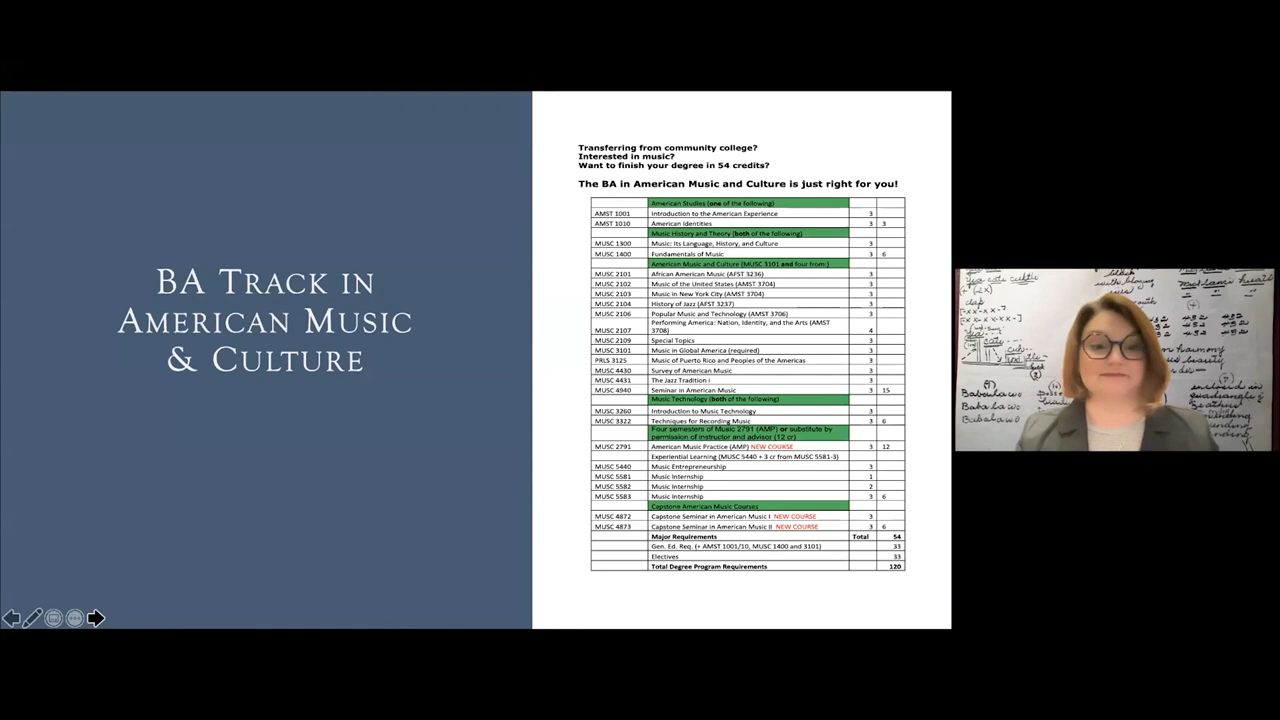 BA TRACK IN
AMERICAN MUSIC
& CULTURE
Transferring from community college?
Interested in music?
Want to finish your degree in 54 credits?
The BA in American Music and Culture is just right for you!
American Studies (one of the following)
AMST 1001 Introduction to the American Experience 3
AMST 1010 American Identities 3 3
Music History and Theory (both of the following)
MUSC 1300 Music: Its Language, History, and Culture 3
MUSC 1400 Fundamentals of Music 3 6
American Music and Culture (MUSC 3101 and four from:)
MUSC 2101 African American Music (AFST 3236) 3
MUSC 2102 Music of the United States (AMST 3704) 3
MUSC 2103 Music in New York City (AMST 3704) 3
MUSC 2104 History of Jazz (AFST 3237) 3
MUSC 2106 Popular Music and Technology (AMST 3706) 3
MUSC 2107 Performing America: Nation, Identity, and the Arts (AMST
3708) 4
MUSC 2109 Special Topics 3
MUSC 3101 Music in Global America (required) 3
PRLS 3125 Music of Puerto Rico and Peoples of the Americas 3
MUSC 4430 Survey of American Music 3
MUSC 4431 The Jazz Tradition I 3
MUSC 4940 Seminar in American Music 3 15
Music Technology (both of the following)
MUSC 3260 Introduction to Music Technology 3
MUSC 3322 Techniques for Recording Music 3 6
Four semesters of Music 2791 (AMP) or substitute by
permission of instructor and advisor (12 cr)
MUSC 2791 American Music Practice (AMP) NEW COURSE 3 12
Experiential Learning (MUSC 5440 + 3 cr from MUSC 5581-3)
MUSC 5440 Music Entrepreneurship 3
MUSC 5581 Music Internship 1
MUSC 5582 Music Internship 2
MUSC 5583 Music Internship 3 6
Capstone American Music Courses
MUSC 4872 Capstone Seminar in American Music I NEW COURSE 3
MUSC 4873 Capstone Seminar in American Music II NEW COURSE 3 6
Major Requirements Total 54
Gen. Ed. Req. (+ AMST 1001/10, MUSC 1400 and 3101) 33
Electives 33
Total Degree Program Requirements 120
clap
harmony
Babalawo